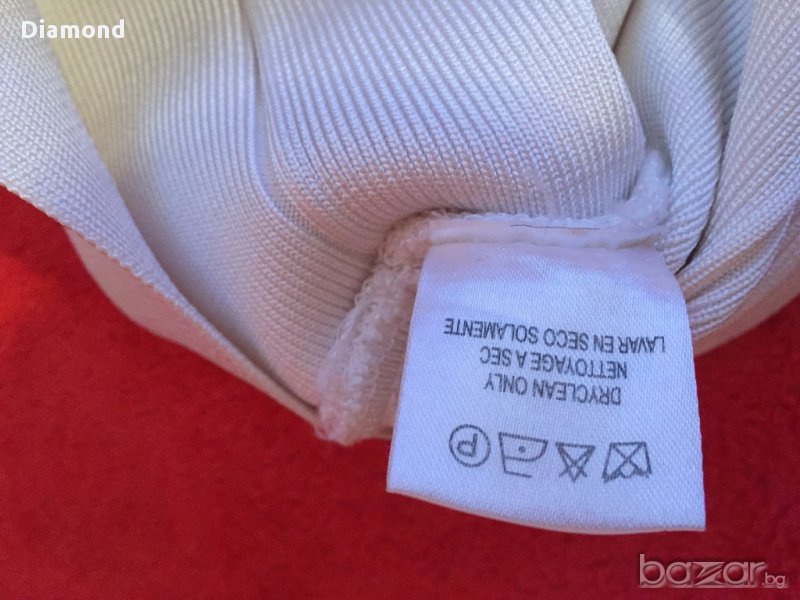 Diamond
P
DRYCLEAN ONLY
NETTOYAGE A SEC
LAVAR EN SECO SOLAMENTE
bazar.bg